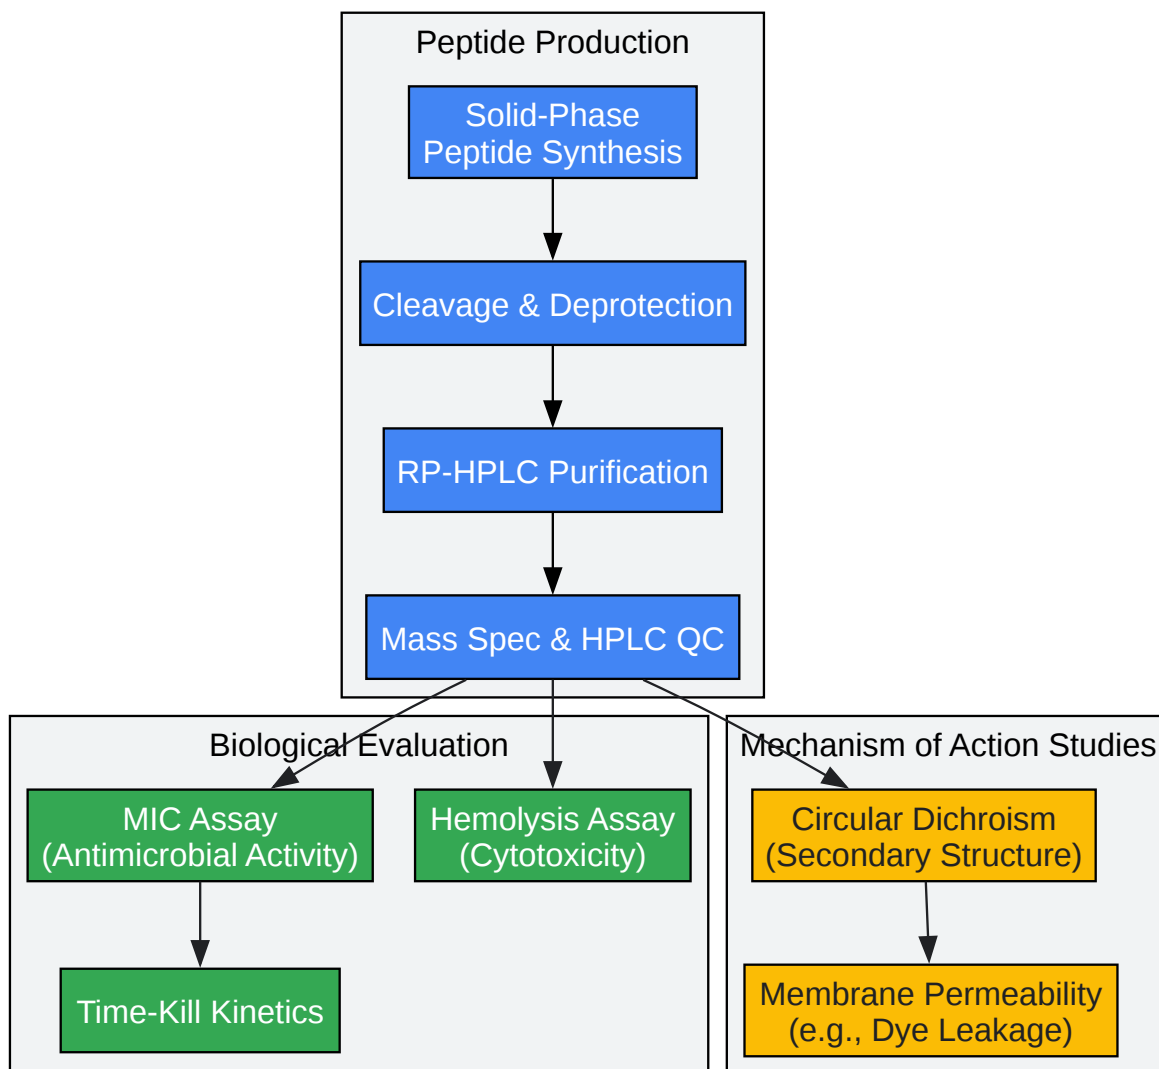 Peptide Production
Solid-Phase
Peptide Synthesis
Cleavage & Deprotection
RP-HPLC Purification
Mass Spec & HPLC QC
Biological Evaluation
MIC Assay
(Antimicrobial Activity)
Hemolysis Assay
(Cytotoxicity)
Time-Kill Kinetics
Mechanism of Action Studies
Circular Dichroism
(Secondary Structure)
Membrane Permeability
(e.g., Dye Leakage)